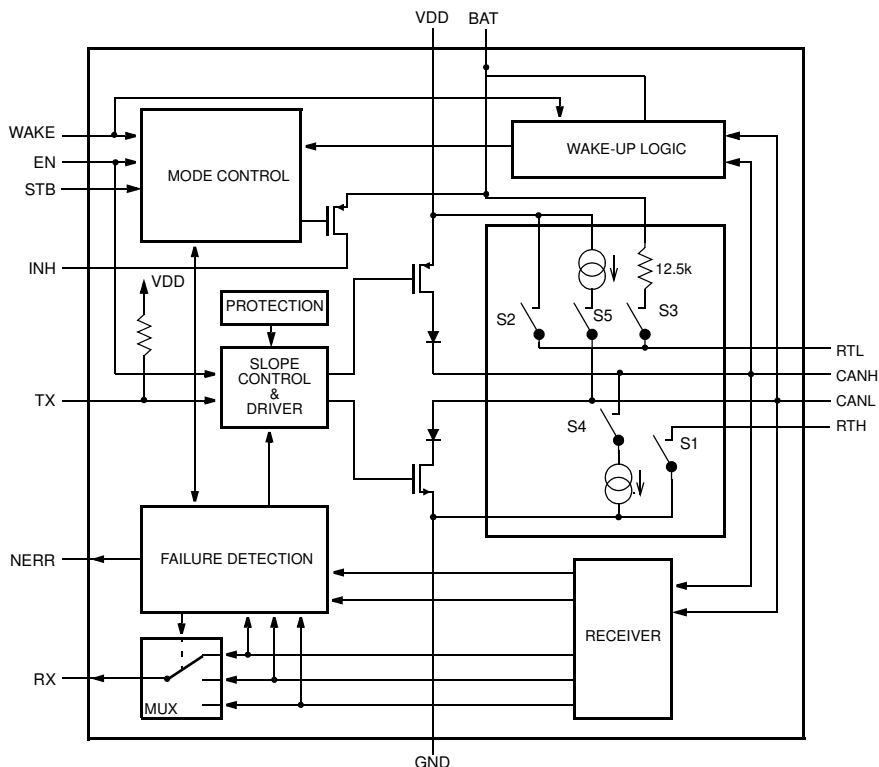 VDD BAT
WAKE
EN
STB
MODE CONTROL
WAKE-UP LOGIC
INH
VDD
12.5k
PROTECTION
S2
S5
S3
SLOPE
CONTROL
&
DRIVER
RTL
CANH
TX
CANL
RTH
S4
S1
NERR
FAILURE DETECTION
RECEIVER
RX
MUX
GND